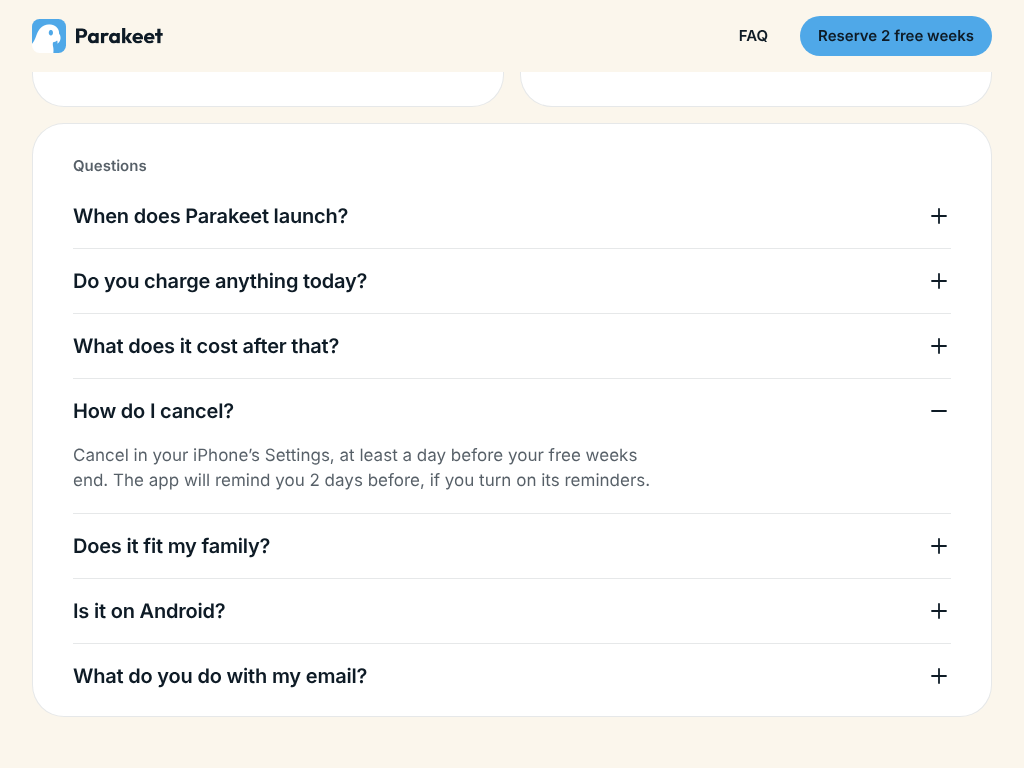 Parakeet
FAQ
Reserve 2 free weeks
Questions
When does Parakeet launch?
Do you charge anything today?
What does it cost after that?
How do I cancel?
Cancel in your iPhone’s Settings, at least a day before your free weeks
end. The app will remind you 2 days before, if you turn on its reminders.
Does it fit my family?
Is it on Android?
What do you do with my email?